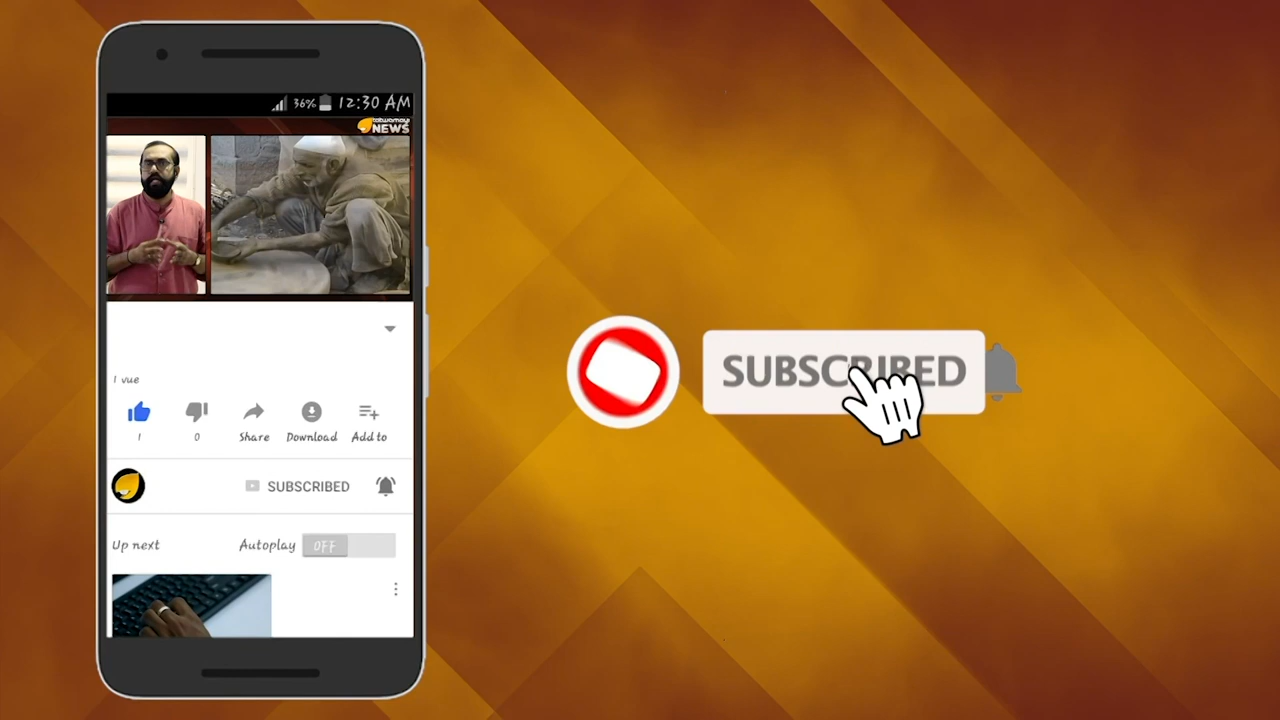 36% 12:30 AM
tatwamayi
NEWS
1 vue
1 0 Share Download Add to
SUBSCRIBED
Up next Autoplay OFF
SUBSCRIBED